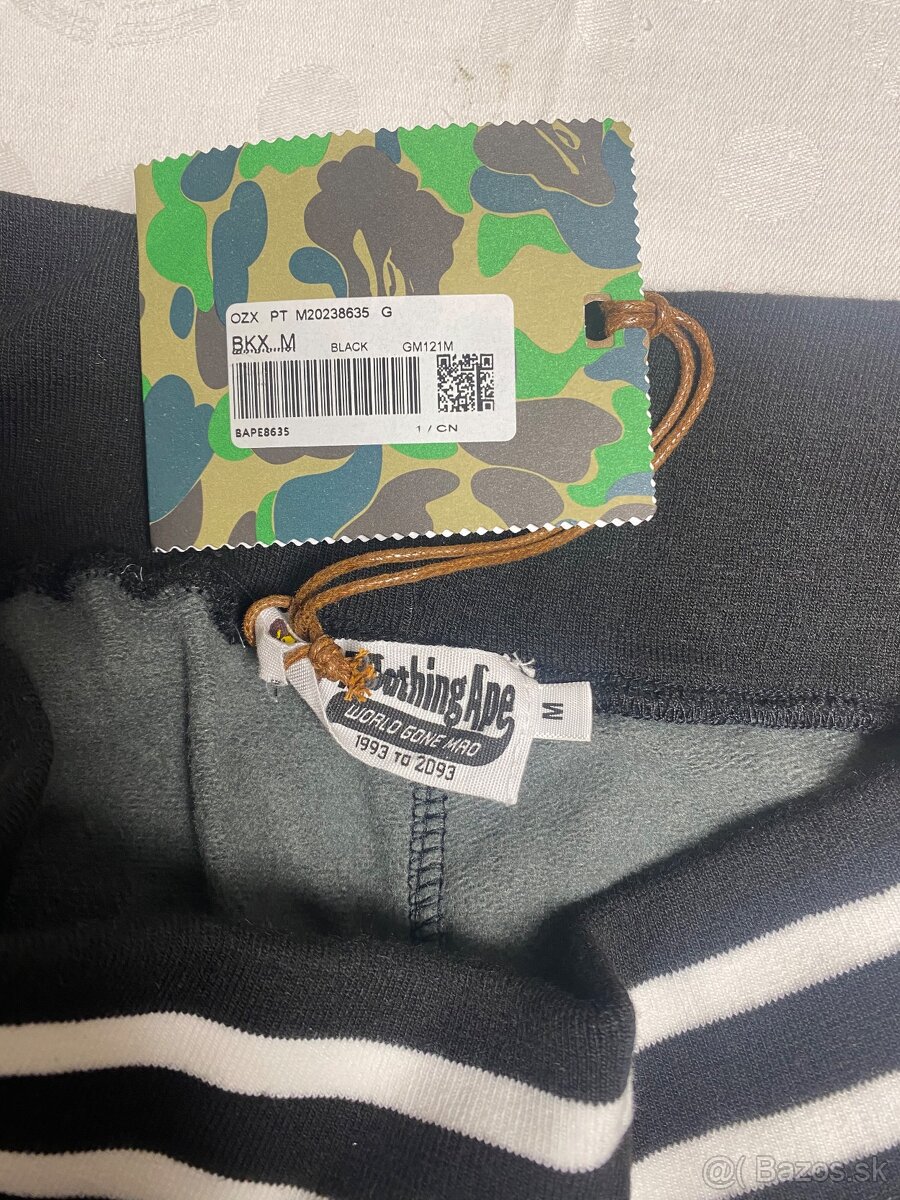 OZX PT M20238635 G
BKX M BLACK GM121M
BAPE8635 1 / CN
Bathing Ape
WORLD GONE MAD
1993 TO 2093
M
@( Bazos.sk